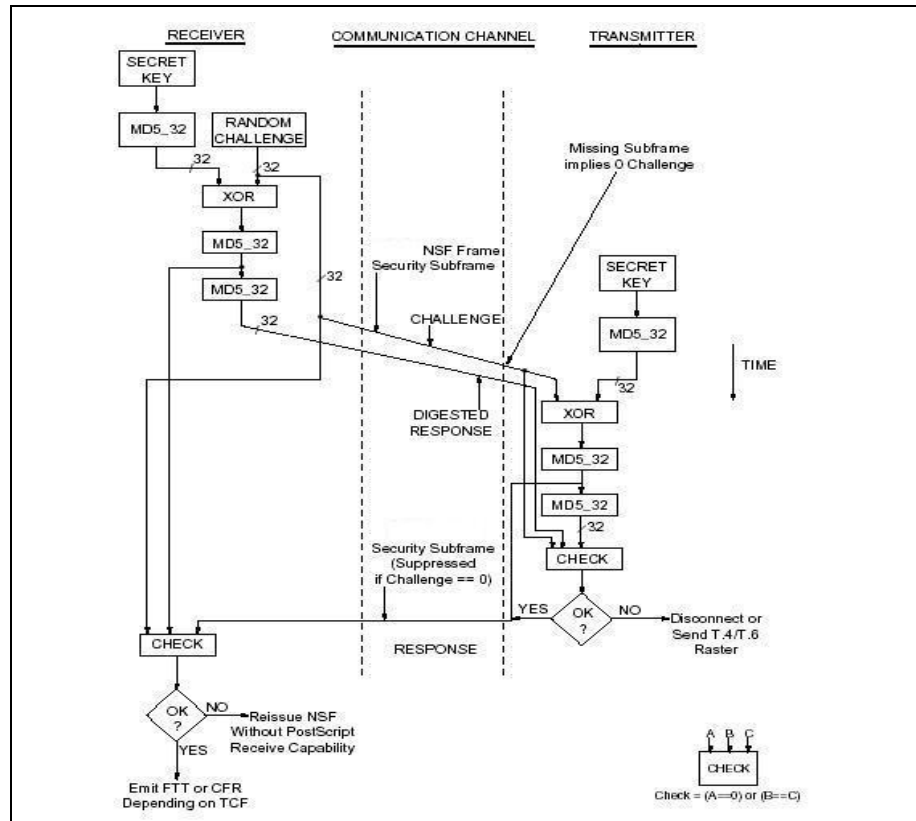 RECEIVER
COMMUNICATION CHANNEL
TRANSMITTER
SECRET
KEY
MD5_32
RANDOM
CHALLENGE
32
32
XOR
MD5_32
MD5_32
32
32
Missing Subframe
implies 0 Challenge
NSF Frame
Security Subframe
CHALLENGE
DIGESTED
RESPONSE
SECRET
KEY
MD5_32
32
TIME
XOR
MD5_32
MD5_32
32
CHECK
Security Subframe
(Suppressed
if Challenge == 0)
YES
OK
?
NO
Disconnect or
Send T.4/T.6
Raster
RESPONSE
CHECK
OK
?
NO
Reissue NSF
Without PostScript
Receive Capability
YES
Emit FTT or CFR
Depending on TCF
A B C
CHECK
Check = (A==0) or (B==C)